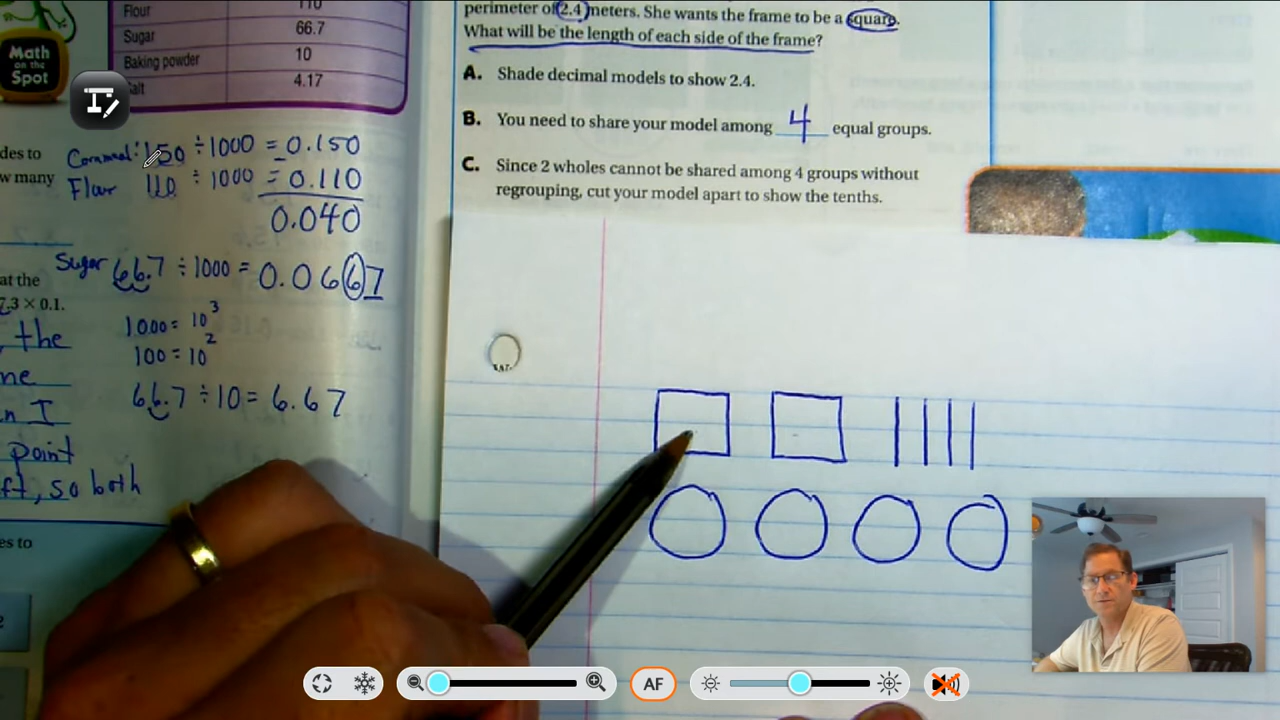 Flour 110
Sugar 66.7
Baking powder 10
alt 4.17
Math
on the
Spot
des to
w many
at the
7.3 × 0.1.
the
ne
n I
point
ft, so both
es to
2
Cornmeal: 150 ÷ 1000 = 0.150
Flour 110 ÷ 1000 = 0.110
0.040
Sugar 66.7 ÷ 1000 = 0.0667
1000 = 10³
100 = 10²
66.7 ÷ 10 = 6.67
perimeter of 2.4 meters. She wants the frame to be a square.
What will be the length of each side of the frame?
A. Shade decimal models to show 2.4.
B. You need to share your model among 4 equal groups.
C. Since 2 wholes cannot be shared among 4 groups without
regrouping, cut your model apart to show the tenths.
AF